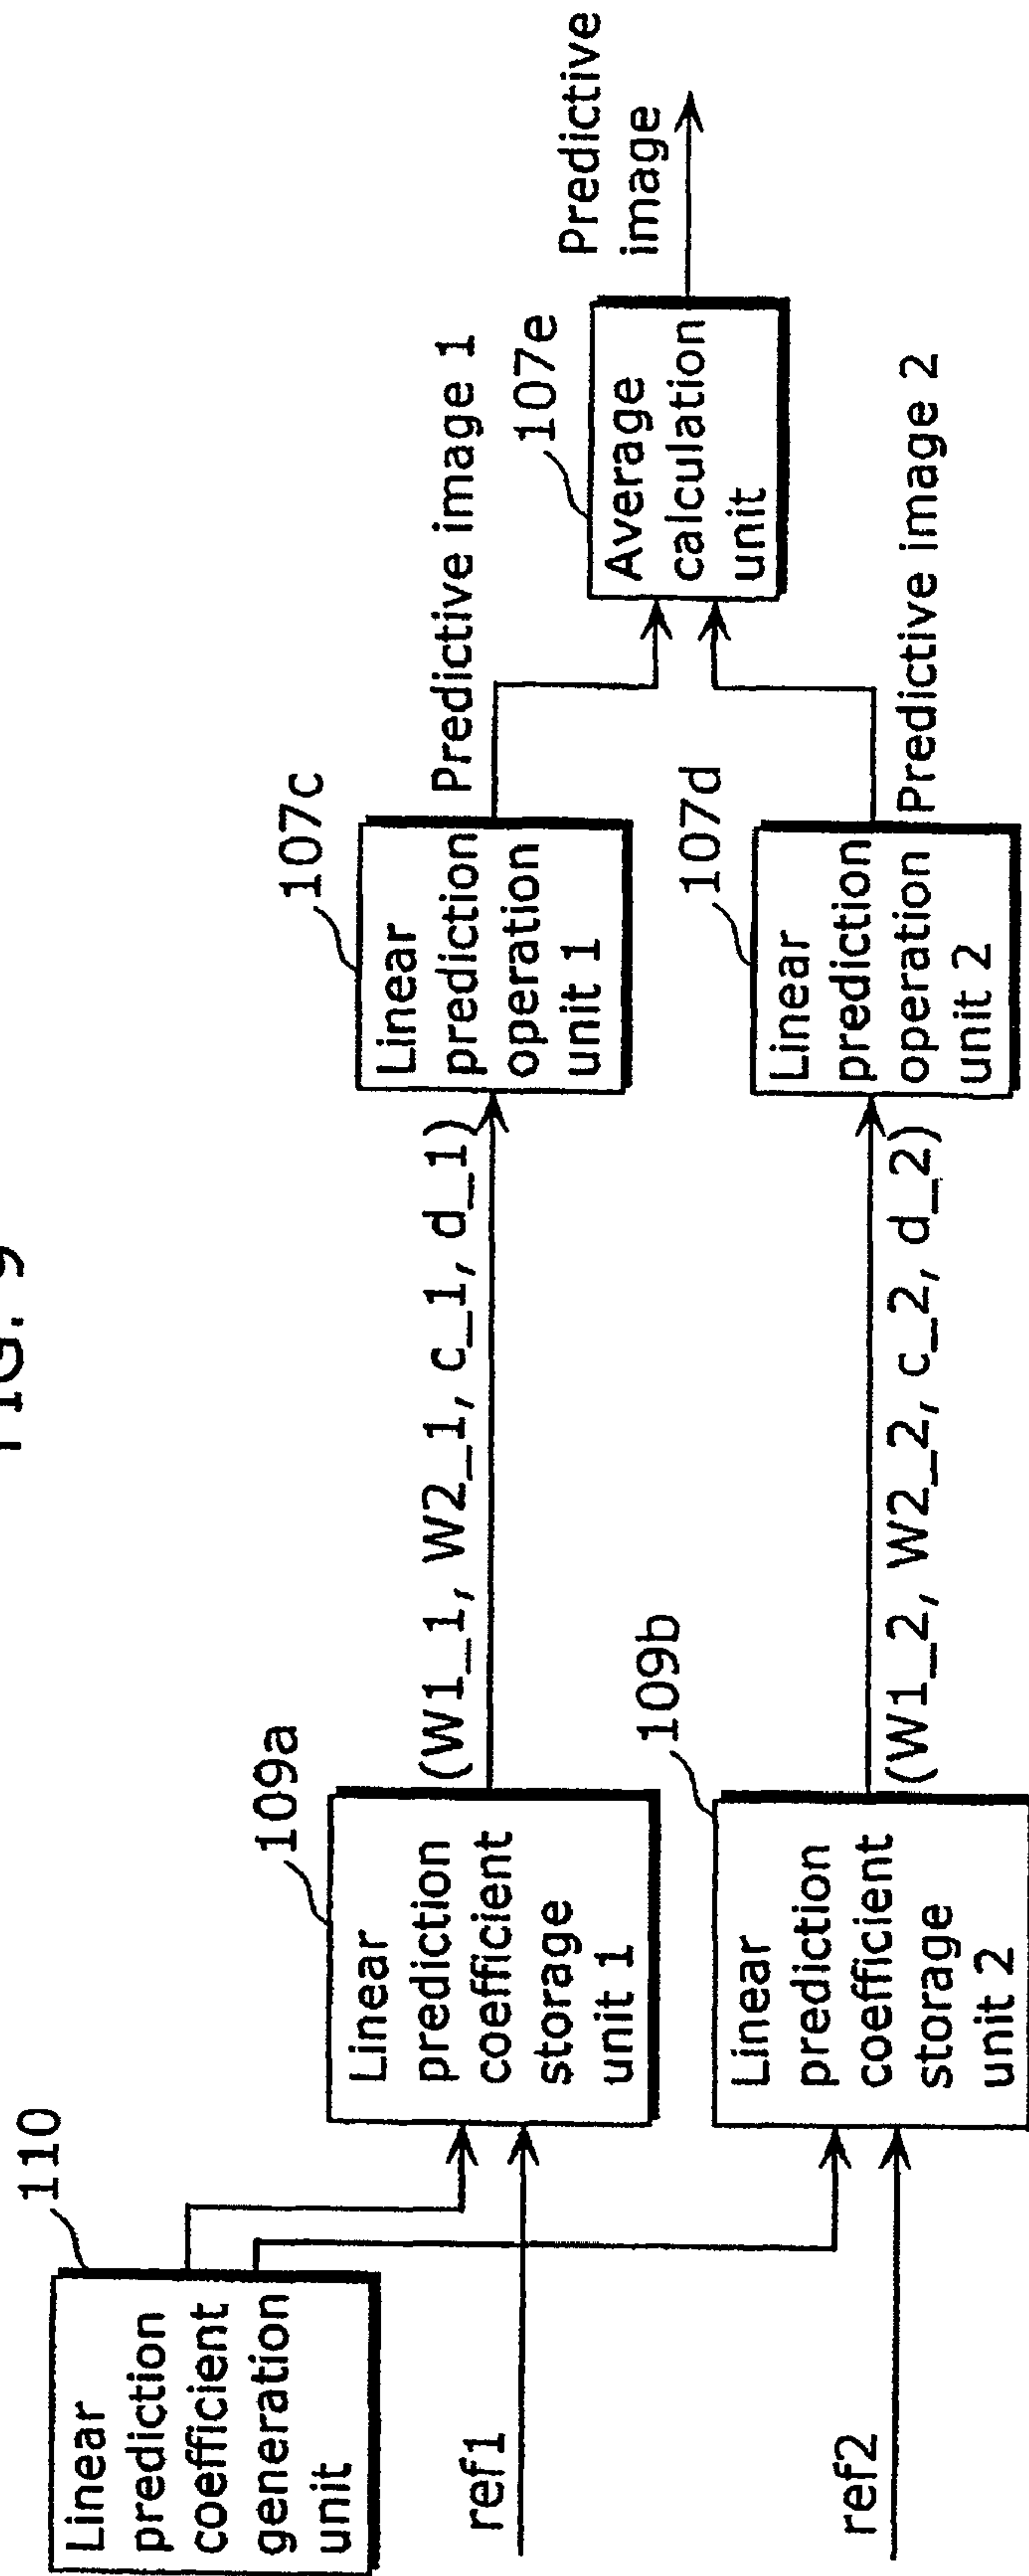 FIG. 9
110
Linear
prediction
coefficient
generation
unit
ref1
ref2
109a
Linear
prediction
coefficient
storage
unit 1
109b
Linear
prediction
coefficient
storage
unit 2
(W1_1, W2_1, c_1, d_1)
(W1_2, W2_2, c_2, d_2)
107c
Linear
prediction
operation
unit 1
107d
Linear
prediction
operation
unit 2
Predictive image 1
Predictive image 2
107e
Average
calculation
unit
Predictive
image